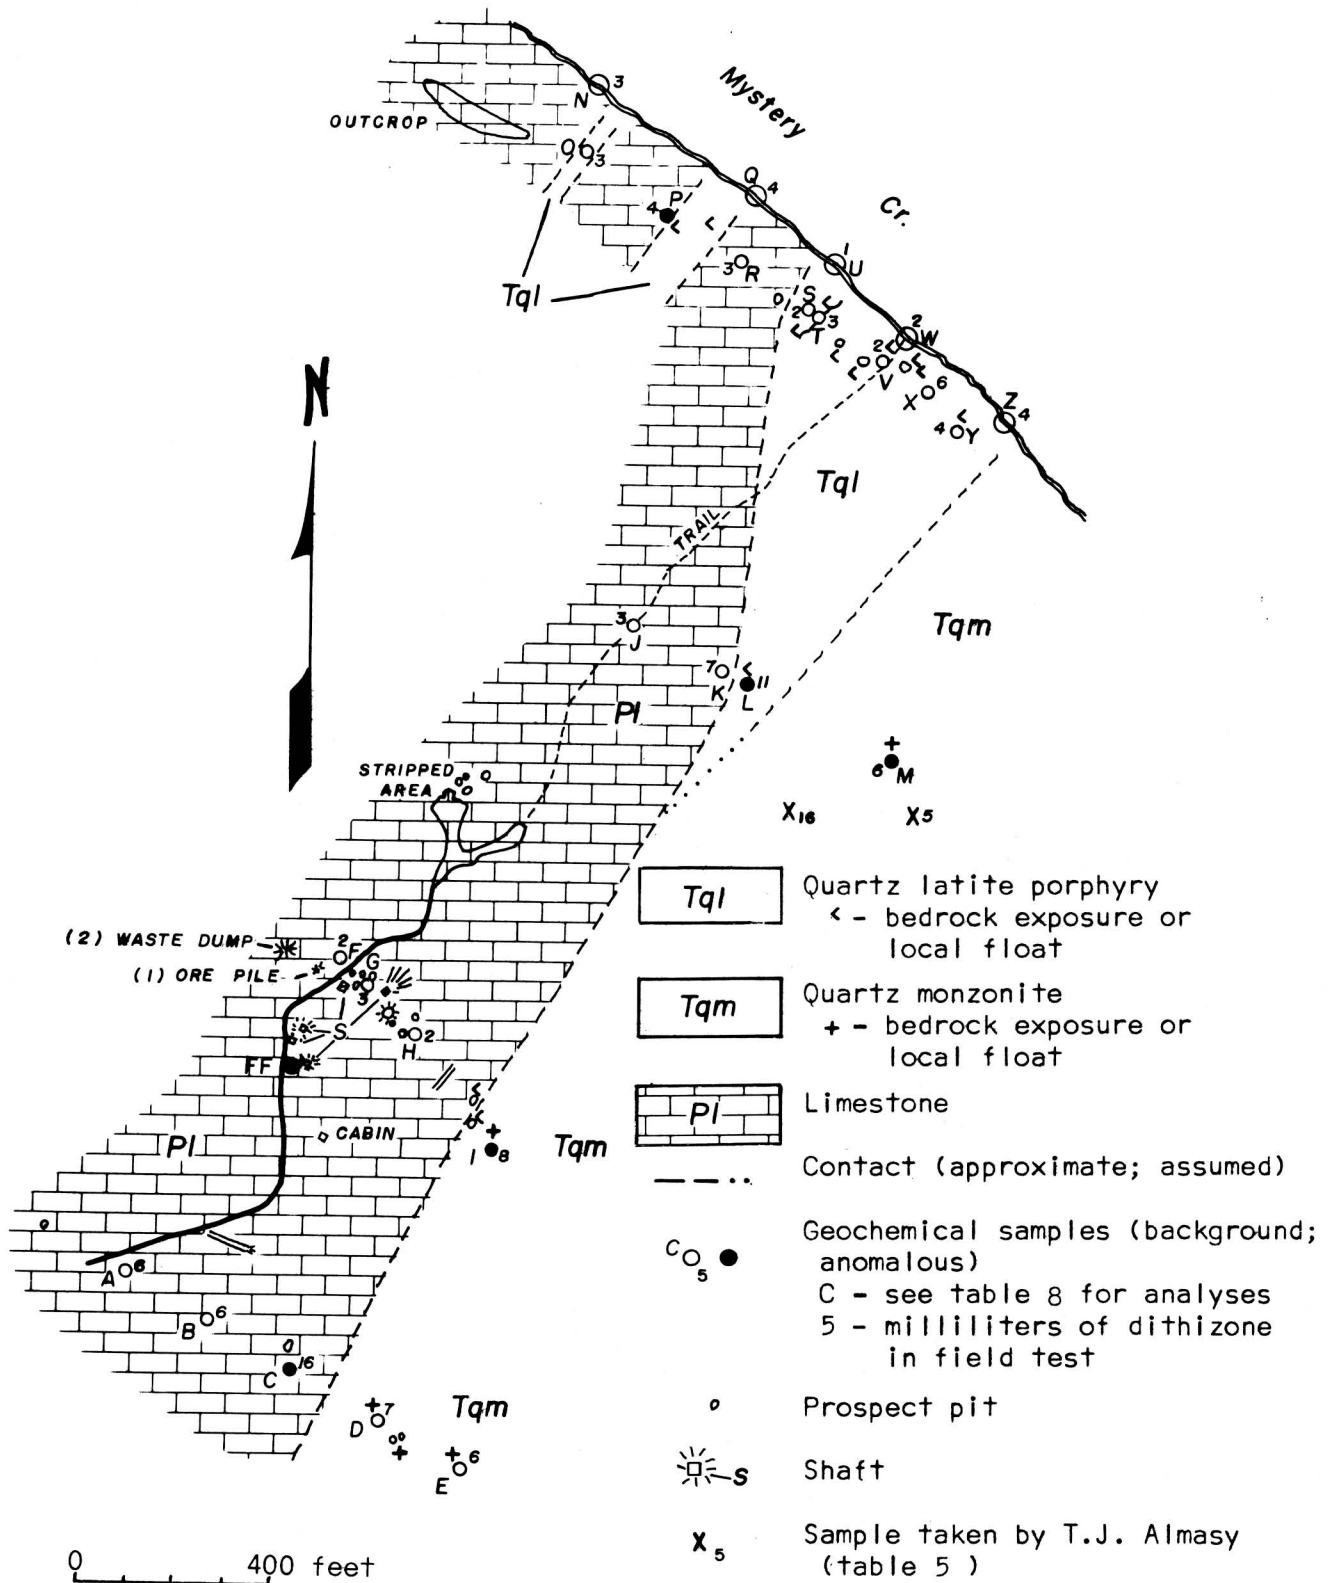 Mystery
Cr.
3
N
OUTCROP
O
3
Q
4
P
4
1
U
3
R
Tql
S
2
3
T
2
W
2
V
6
X
Z
4
4
Y
N
Tql
TRAIL
Tqm
3
J
7
K
11
L
Pl
STRIPPED
AREA
6
M
X16
X5
(2) WASTE DUMP
2
F
(1) ORE PILE
G
3
S
2
H
FF
CABIN
Pl
I
8
Tqm
A
6
B
6
C
16
D
7
Tqm
E
6
Tql
Quartz latite porphyry
< - bedrock exposure or
local float
Tqm
Quartz monzonite
+ - bedrock exposure or
local float
Pl
Limestone
Contact (approximate; assumed)
C
5
Geochemical samples (background;
anomalous)
C - see table 8 for analyses
5 - milliliters of dithizone
in field test
Prospect pit
S
Shaft
X5
Sample taken by T.J. Almasy
(table 5 )
0
400 feet